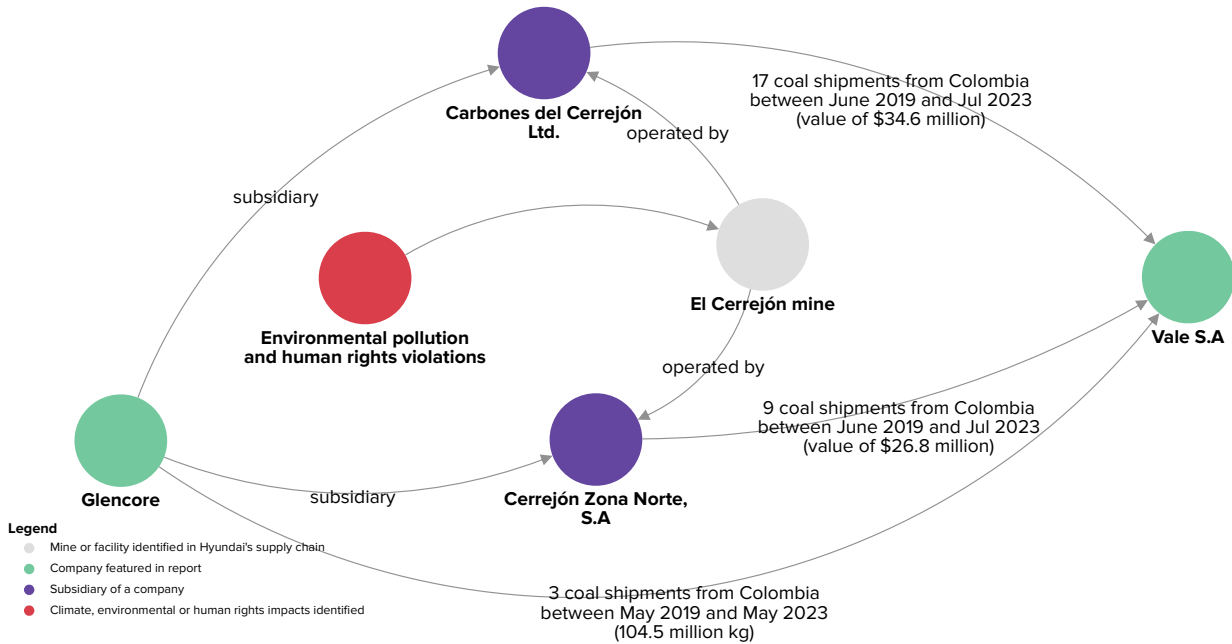 17 coal shipments from Colombia
between June 2019 and Jul 2023
(value of $34.6 million)
Carbones del Cerrejón
Ltd.
operated by
subsidiary
El Cerrejón mine
Environmental pollution
and human rights violations
Vale S.A
operated by
9 coal shipments from Colombia
between June 2019 and Jul 2023
(value of $26.8 million)
Glencore
subsidiary
Cerrejón Zona Norte,
S.A
Legend
Mine or facility identified in Hyundai's supply chain
Company featured in report
Subsidiary of a company
Climate, environmental or human rights impacts identified
3 coal shipments from Colombia
between May 2019 and May 2023
(104.5 million kg)